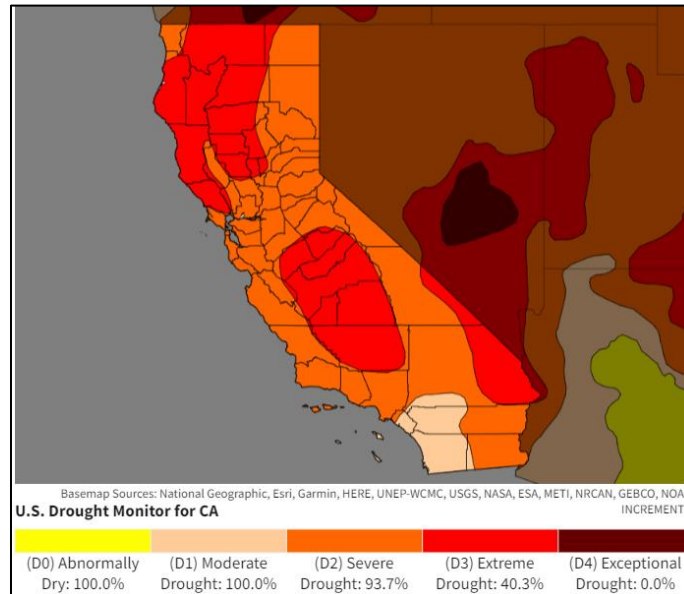 Basemap Sources: National Geographic, Esri, Garmin, HERE, UNEP-WCMC, USGS, NASA, ESA, METI, NRCAN, GEBCO, NOA
U.S. Drought Monitor for CA
INCREMENT
(D0) Abnormally
Dry: 100.0%
(D1) Moderate
Drought: 100.0%
(D2) Severe
Drought: 93.7%
(D3) Extreme
Drought: 40.3%
(D4) Exceptional
Drought: 0.0%